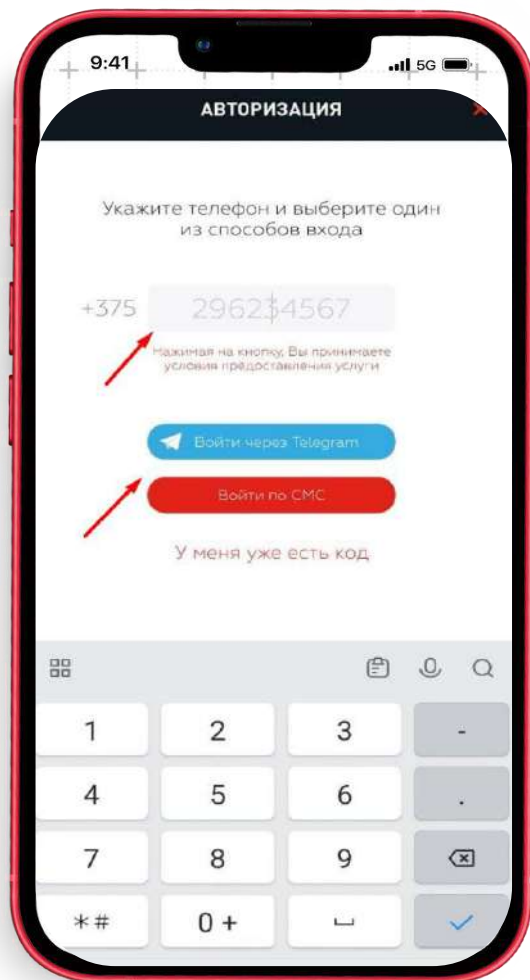 9:41
5G
АВТОРИЗАЦИЯ
Укажите телефон и выберите один
из способов входа
+375 296234567
Нажимая на кнопку, Вы принимаете
условия предоставления услуги
Войти через Telegram
Войти по СМС
У меня уже есть код
1 2 3 -
4 5 6 .
7 8 9
*# 0 +